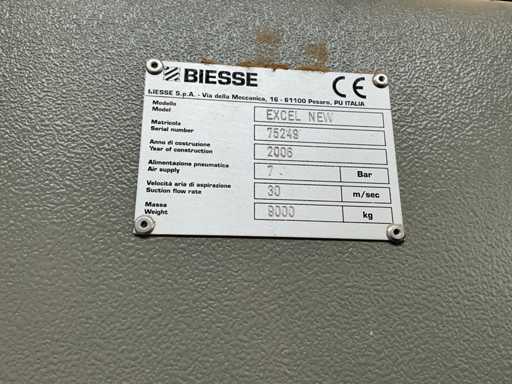 BIESSE CE
BIESSE S.p.A. - Via della Meccanica, 16 - 61100 Pesaro, PU ITALIA
Modello
Model EXCEL NEW
Matricola
Serial number 75249
Anno di costruzione
Year of construction 2006
Alimentazione pneumatica
Air supply 7 Bar
Velocità aria di aspirazione
Suction flow rate 30 m/sec
Massa
Weight 9000 kg